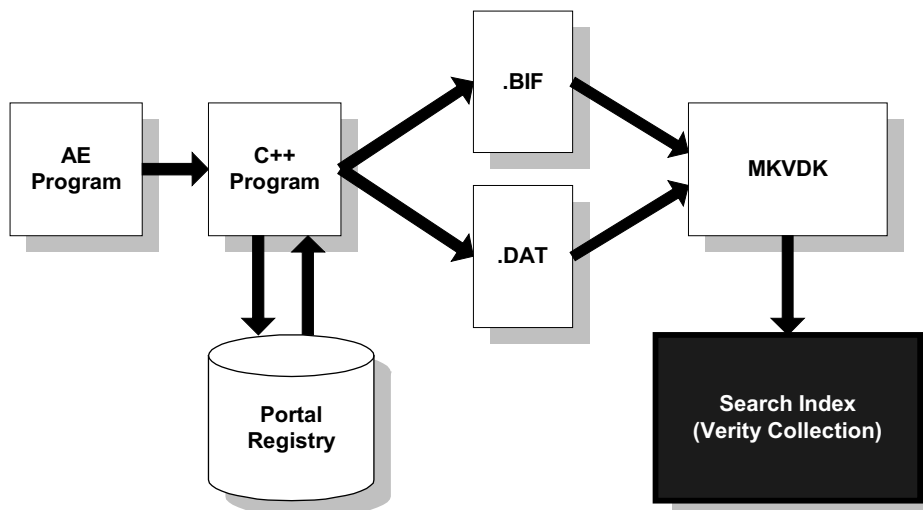 AE
Program
C++
Program
.BIF
.DAT
MKVDK
Portal
Registry
Search Index
(Verity Collection)